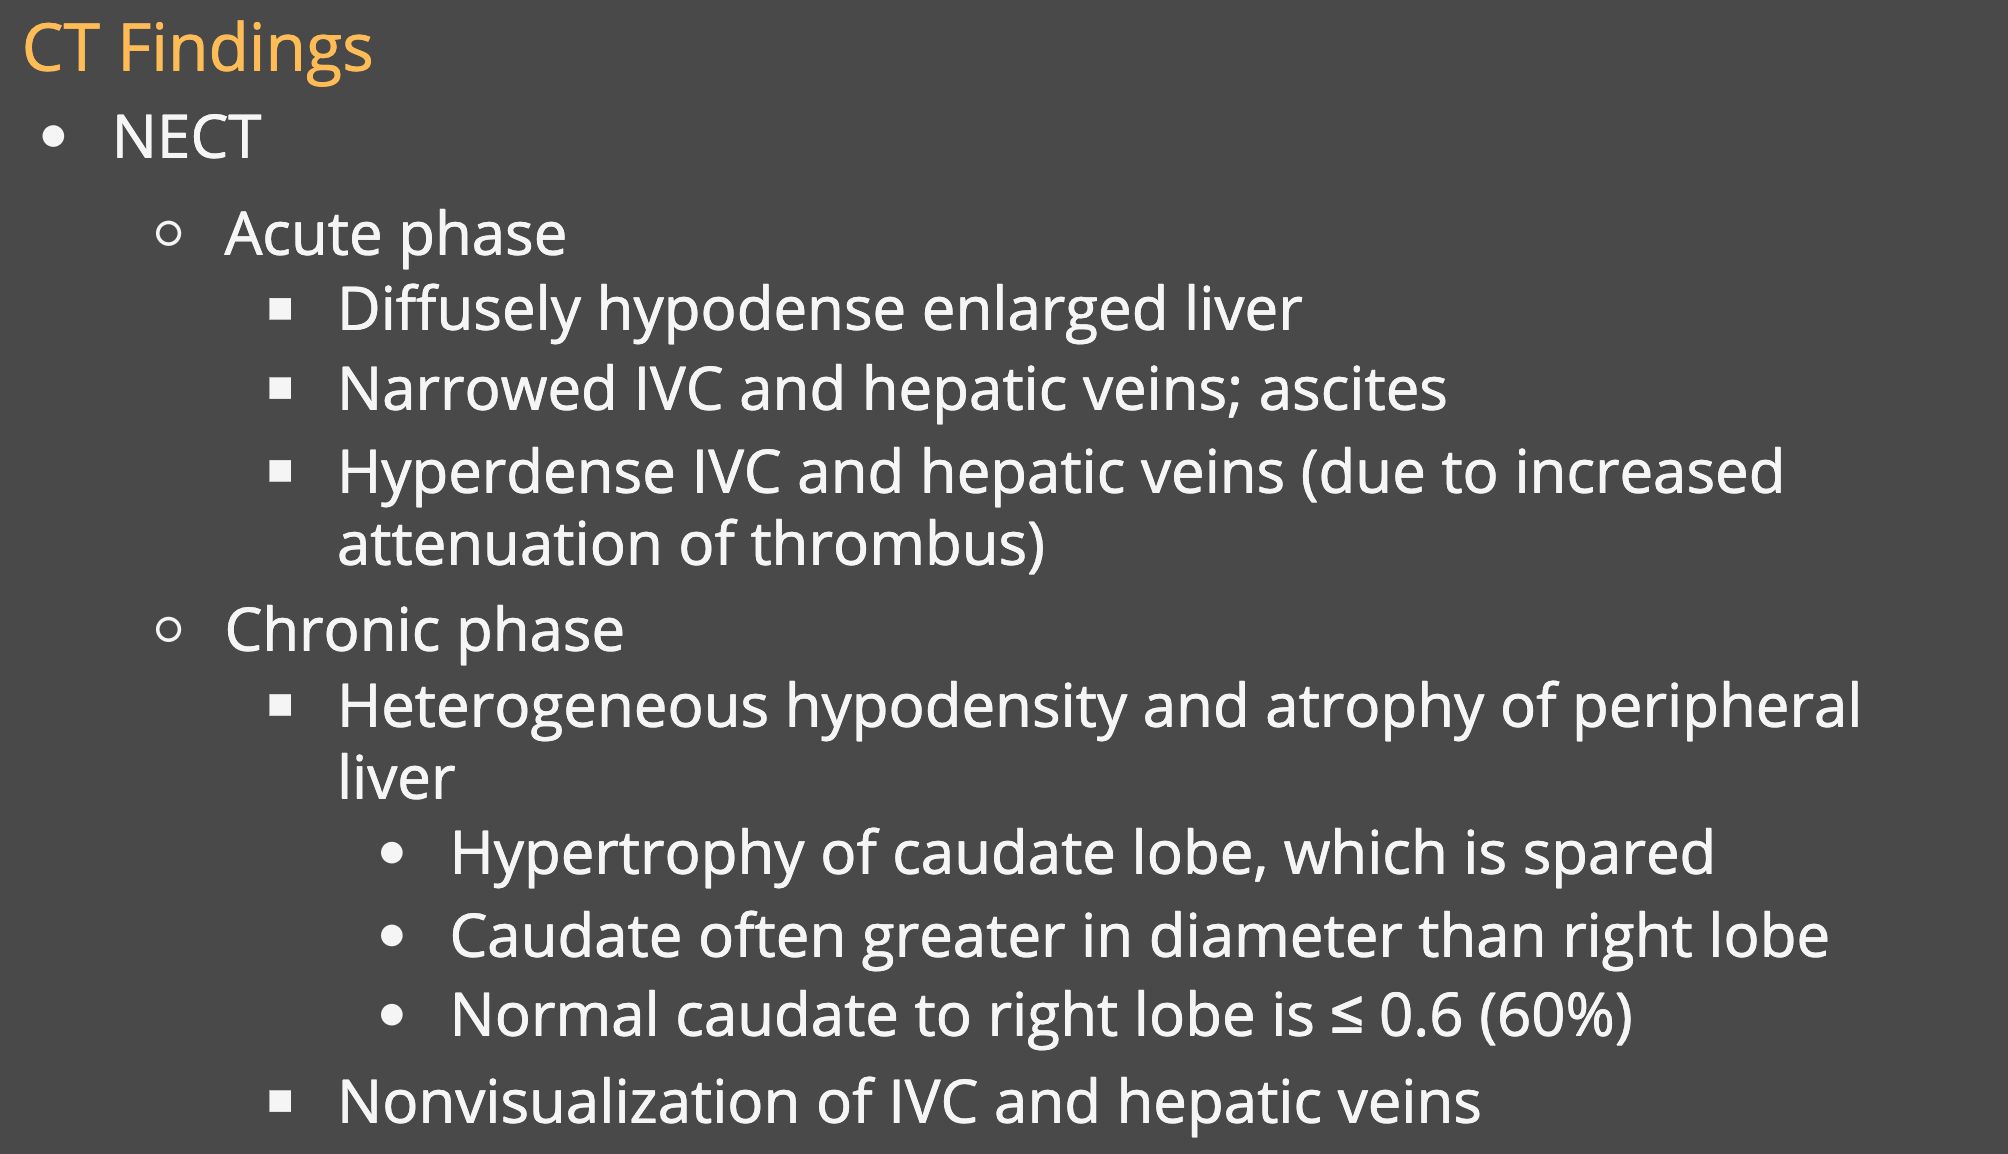 CT Findings
• NECT
○ Acute phase
▪ Diffusely hypodense enlarged liver
▪ Narrowed IVC and hepatic veins; ascites
▪ Hyperdense IVC and hepatic veins (due to increased
attenuation of thrombus)
○ Chronic phase
▪ Heterogeneous hypodensity and atrophy of peripheral
liver
• Hypertrophy of caudate lobe, which is spared
• Caudate often greater in diameter than right lobe
• Normal caudate to right lobe is ≤ 0.6 (60%)
▪ Nonvisualization of IVC and hepatic veins